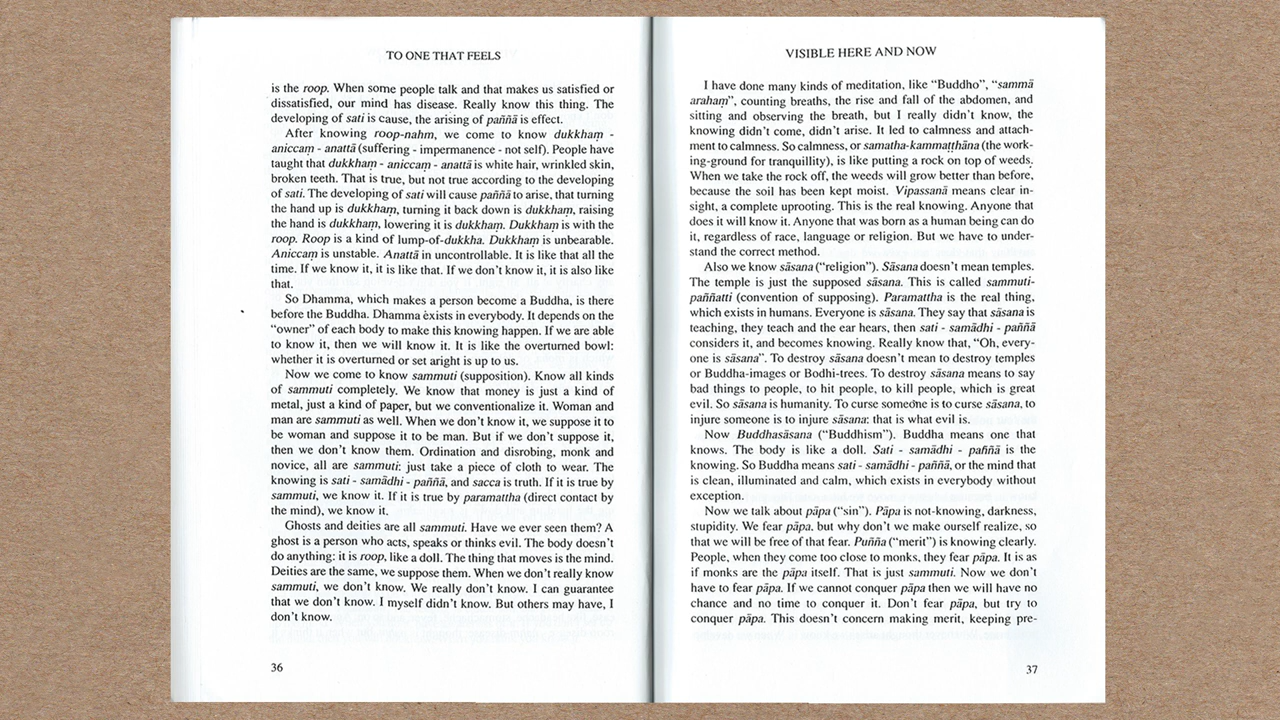 TO ONE THAT FEELS
is the roop. When some people talk and that makes us satisfied or
dissatisfied, our mind has disease. Really know this thing. The
developing of sati is cause, the arising of paññā is effect.
After knowing roop-nahm, we come to know dukkhaṃ -
aniccaṃ - anattā (suffering - impermanence - not self). People have
taught that dukkhaṃ - aniccaṃ - anattā is white hair, wrinkled skin,
broken teeth. That is true, but not true according to the developing
of sati. The developing of sati will cause paññā to arise, that turning
the hand up is dukkhaṃ, turning it back down is dukkhaṃ, raising
the hand is dukkhaṃ, lowering it is dukkhaṃ. Dukkhaṃ is with the
roop. Roop is a kind of lump-of-dukkha. Dukkhaṃ is unbearable.
Aniccaṃ is unstable. Anattā in uncontrollable. It is like that all the
time. If we know it, it is like that. If we don't know it, it is also like
that.
So Dhamma, which makes a person become a Buddha, is there
before the Buddha. Dhamma exists in everybody. It depends on the
“owner” of each body to make this knowing happen. If we are able
to know it, then we will know it. It is like the overturned bowl:
whether it is overturned or set aright is up to us.
Now we come to know sammuti (supposition). Know all kinds
of sammuti completely. We know that money is just a kind of
metal, just a kind of paper, but we conventionalize it. Woman and
man are sammuti as well. When we don't know it, we suppose it to
be woman and suppose it to be man. But if we don't suppose it,
then we don't know them. Ordination and disrobing, monk and
novice, all are sammuti: just take a piece of cloth to wear. The
knowing is sati - samādhi - paññā, and sacca is truth. If it is true by
sammuti, we know it. If it is true by paramattha (direct contact by
the mind), we know it.
Ghosts and deities are all sammuti. Have we ever seen them? A
ghost is a person who acts, speaks or thinks evil. The body doesn't
do anything: it is roop, like a doll. The thing that moves is the mind.
Deities are the same, we suppose them. When we don't really know
sammuti, we don't know. We really don't know. I can guarantee
that we don't know. I myself didn't know. But others may have, I
don't know.
36
VISIBLE HERE AND NOW
I have done many kinds of meditation, like “Buddho”, “sammā
arahaṃ”, counting breaths, the rise and fall of the abdomen, and
sitting and observing the breath, but I really didn't know, the
knowing didn't come, didn't arise. It led to calmness and attach-
ment to calmness. So calmness, or samatha-kammaṭṭhāna (the work-
ing-ground for tranquillity), is like putting a rock on top of weeds.
When we take the rock off, the weeds will grow better than before,
because the soil has been kept moist. Vipassanā means clear in-
sight, a complete uprooting. This is the real knowing. Anyone that
does it will know it. Anyone that was born as a human being can do
it, regardless of race, language or religion. But we have to under-
stand the correct method.
Also we know sāsana (“religion”). Sāsana doesn't mean temples.
The temple is just the supposed sāsana. This is called sammuti-
paññatti (convention of supposing). Paramattha is the real thing,
which exists in humans. Everyone is sāsana. They say that sāsana is
teaching, they teach and the ear hears, then sati - samādhi - paññā
considers it, and becomes knowing. Really know that, “Oh, every-
one is sāsana”. To destroy sāsana doesn't mean to destroy temples
or Buddha-images or Bodhi-trees. To destroy sāsana means to say
bad things to people, to hit people, to kill people, which is great
evil. So sāsana is humanity. To curse someone is to curse sāsana, to
injure someone is to injure sāsana: that is what evil is.
Now Buddhasāsana (“Buddhism”). Buddha means one that
knows. The body is like a doll. Sati - samādhi - paññā is the
knowing. So Buddha means sati - samādhi - paññā, or the mind that
is clean, illuminated and calm, which exists in everybody without
exception.
Now we talk about pāpa (“sin”). Pāpa is not-knowing, darkness,
stupidity. We fear pāpa, but why don't we make ourself realize, so
that we will be free of that fear. Puñña (“merit”) is knowing clearly.
People, when they come too close to monks, they fear pāpa. It is as
if monks are the pāpa itself. That is just sammuti. Now we don't
have to fear pāpa. If we cannot conquer pāpa then we will have no
chance and no time to conquer it. Don't fear pāpa, but try to
conquer pāpa. This doesn't concern making merit, keeping pre-
37